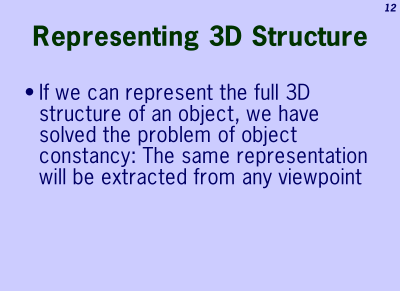 12
Representing 3D Structure
• If we can represent the full 3D
structure of an object, we have
solved the problem of object
constancy: The same representation
will be extracted from any viewpoint